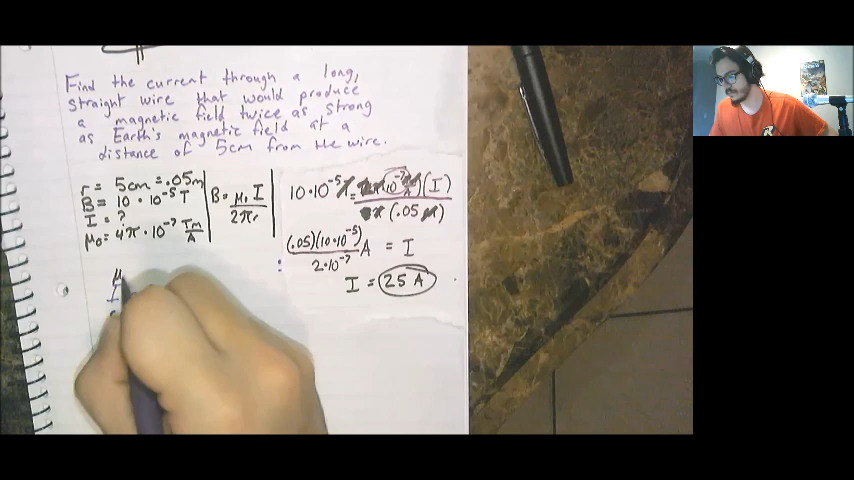 Find the current through a long,
straight wire that would produce
a magnetic field twice as strong
as Earth's magnetic field at a
distance of 5cm from the wire.
r = 5cm = .05m
B = 10 · 10⁻⁵ T
I = ?
μ₀ = 4π · 10⁻⁷ Tm/A
B = μ₀ I / 2πr
10·10⁻⁵ T = (10⁻⁷ / A)(I) / (.05 m)
(.05)(10·10⁻⁵) / 2·10⁻⁷ A = I
I = 25 A
μ
I